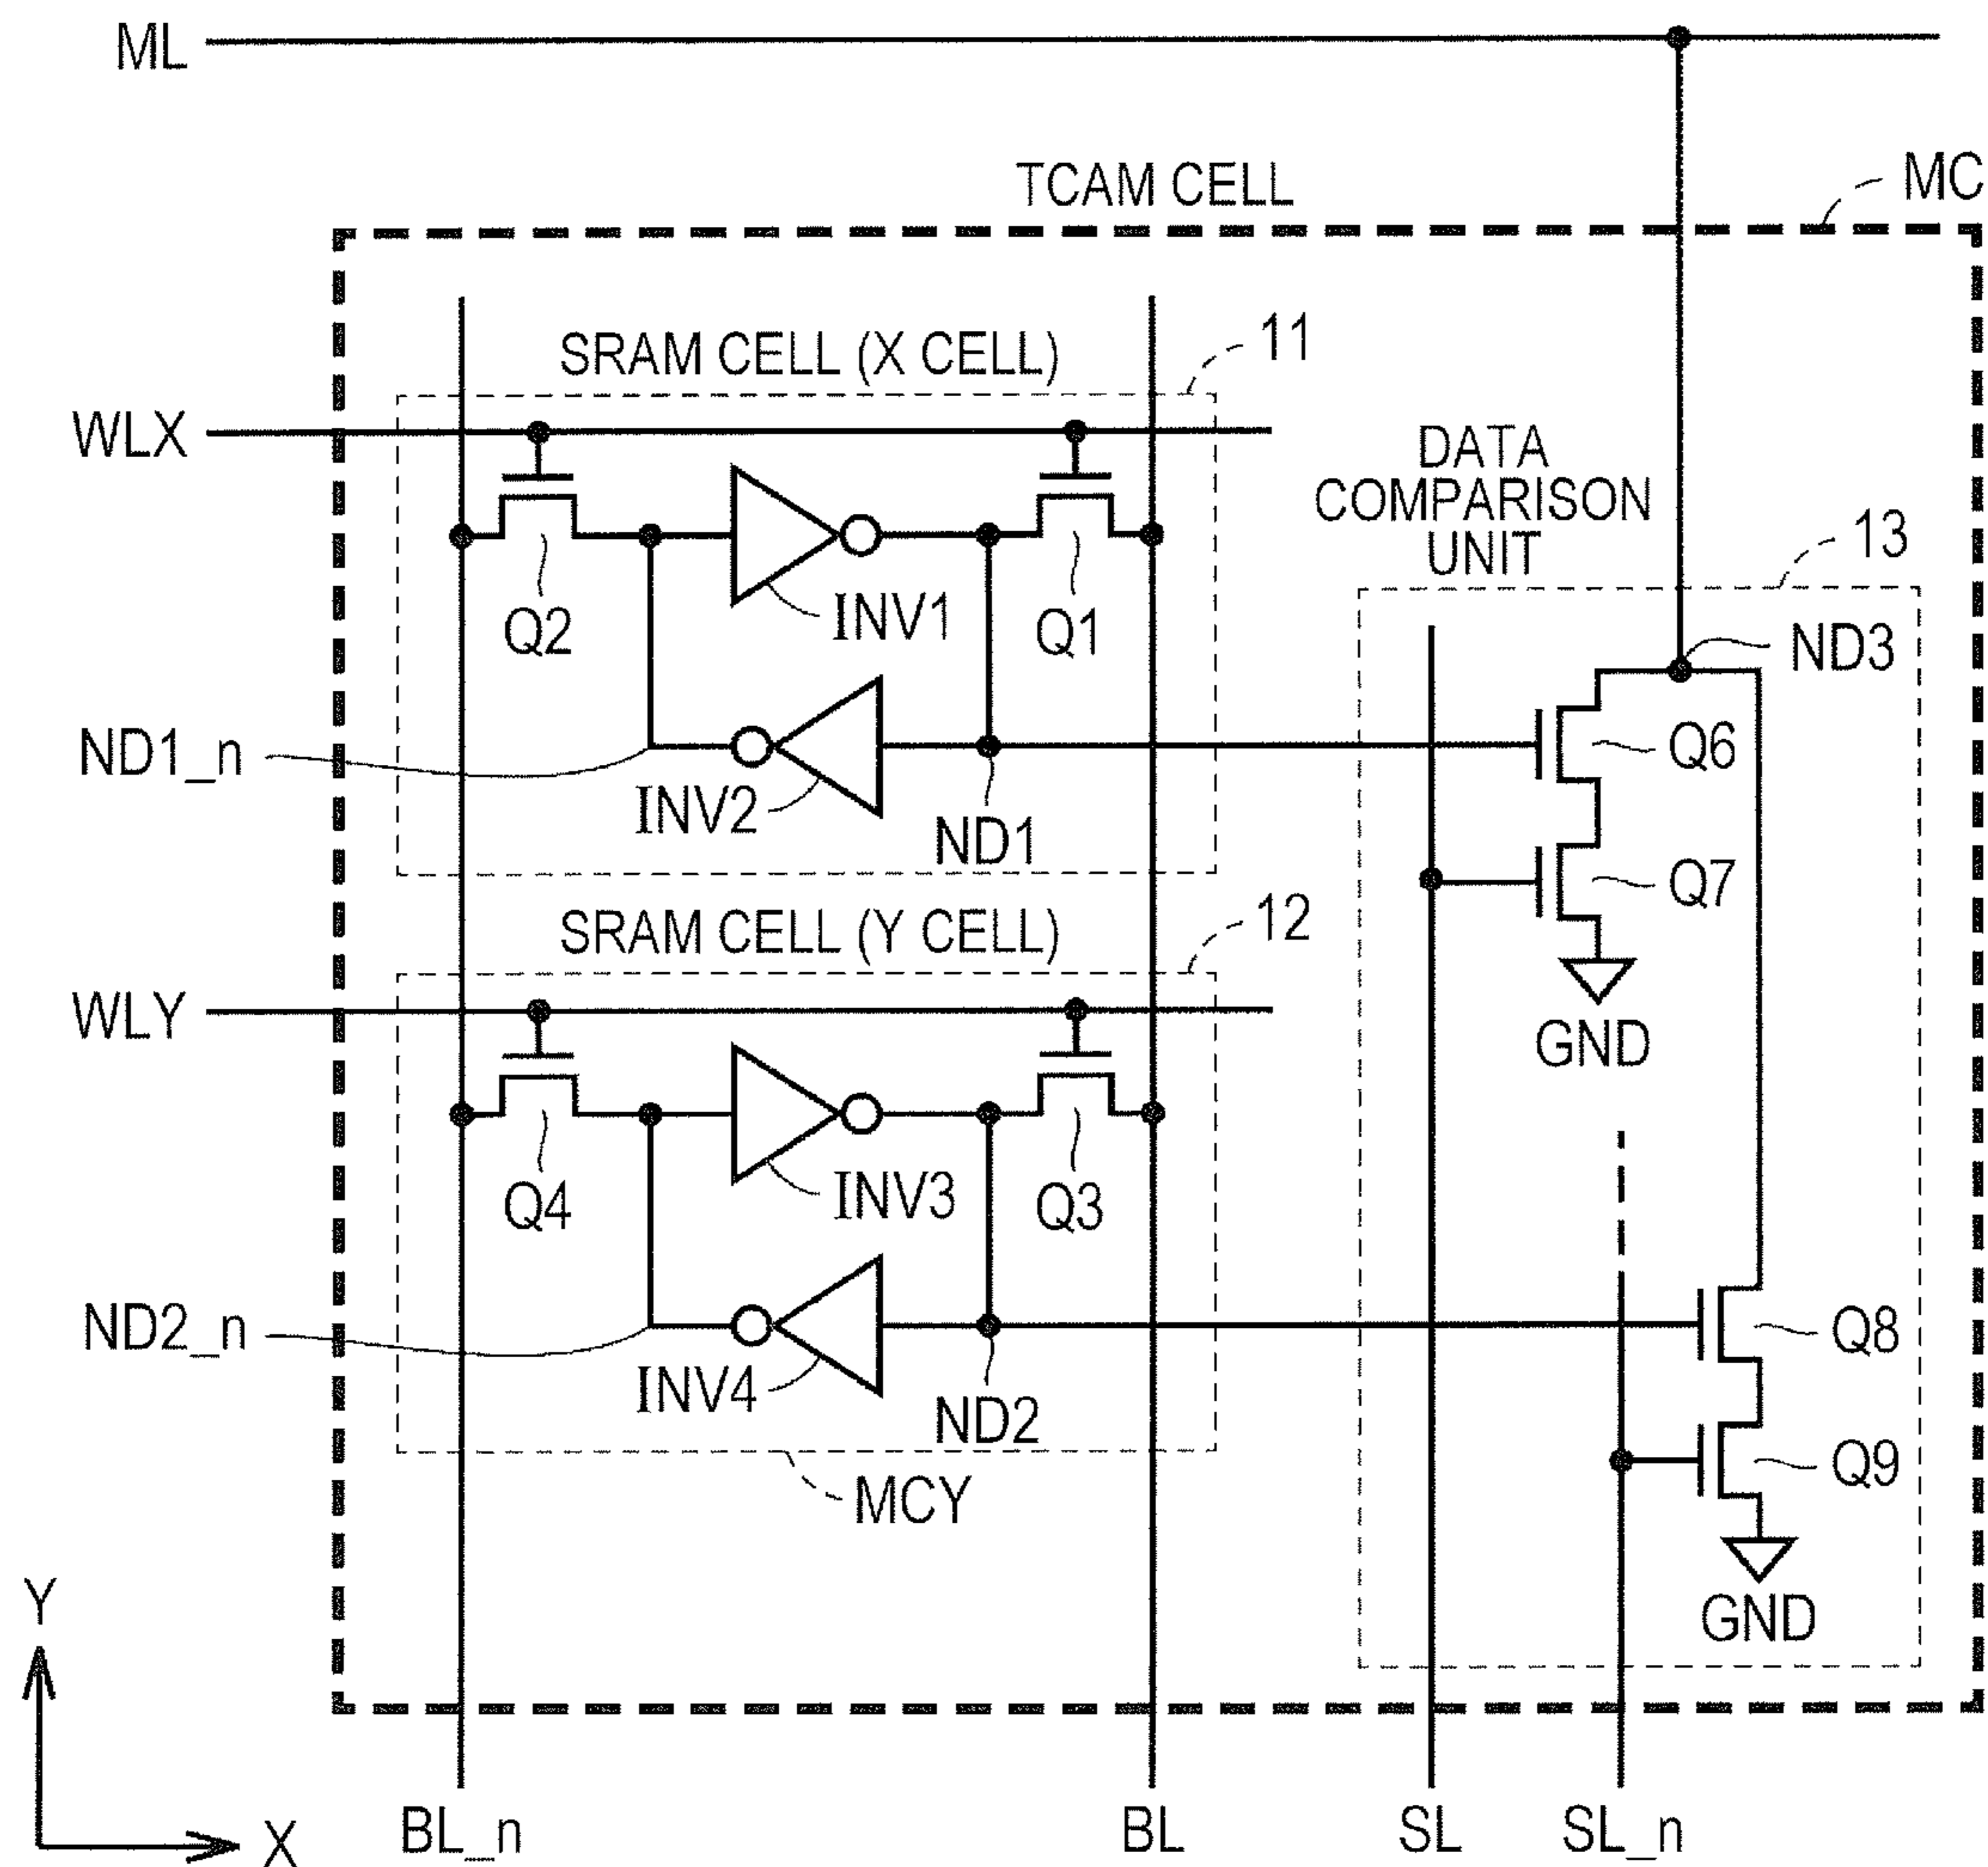 ML
TCAM CELL
MC
SRAM CELL (X CELL)
11
WLX
DATA
COMPARISON
UNIT
13
Q2
INV1
Q1
ND3
ND1_n
INV2
ND1
Q6
Q7
SRAM CELL (Y CELL)
12
WLY
GND
Q4
INV3
Q3
ND2_n
INV4
ND2
Q8
Q9
MCY
GND
Y
X
BL_n
BL
SL
SL_n